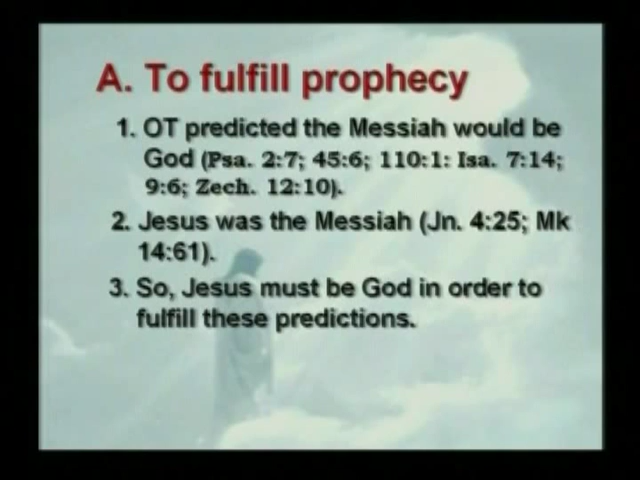 A. To fulfill prophecy
1. OT predicted the Messiah would be
God (Psa. 2:7; 45:6; 110:1: Isa. 7:14;
9:6; Zech. 12:10).
2. Jesus was the Messiah (Jn. 4:25; Mk
14:61).
3. So, Jesus must be God in order to
fulfill these predictions.